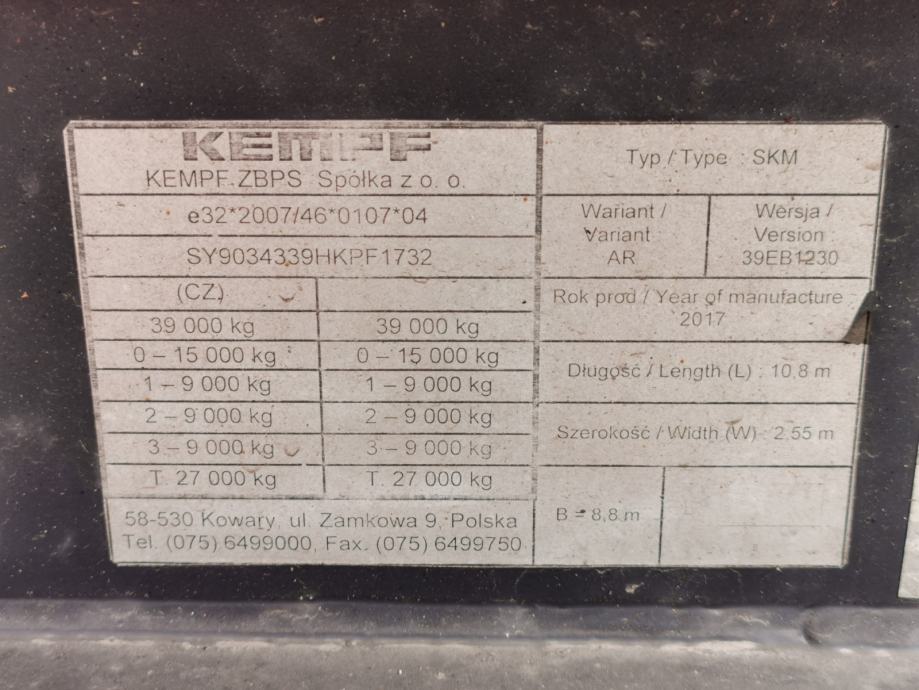 KEMPF
KEMPF ZBPS Spółka z o. o.
e32*2007/46*0107*04
SY9034339HKPF1732
(CZ)
39 000 kg 39 000 kg
0 – 15 000 kg 0 – 15 000 kg
1 – 9 000 kg 1 – 9 000 kg
2 – 9 000 kg 2 – 9 000 kg
3 – 9 000 kg 3 – 9 000 kg
T. 27 000 kg T. 27 000 kg
58-530 Kowary, ul. Zamkowa 9, Polska
Tel. (075) 6499000, Fax. (075) 6499750
Typ / Type : SKM
Wariant /
Variant :
AR
Wersja /
Version :
39EB1230
Rok prod / Year of manufacture :
2017
Długość / Length (L) : 10,8 m
Szerokość / Width (W) : 2,55 m
B = 8,8 m